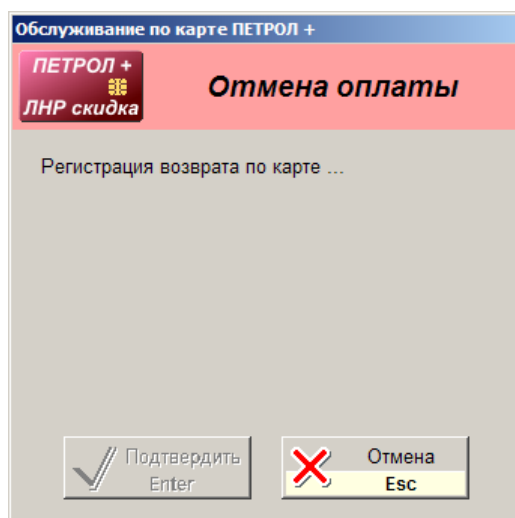 Обслуживание по карте ПЕТРОЛ +
ПЕТРОЛ +
ЛНР скидка
Отмена оплаты
Регистрация возврата по карте ...
Подтвердить
Enter
Отмена
Esc